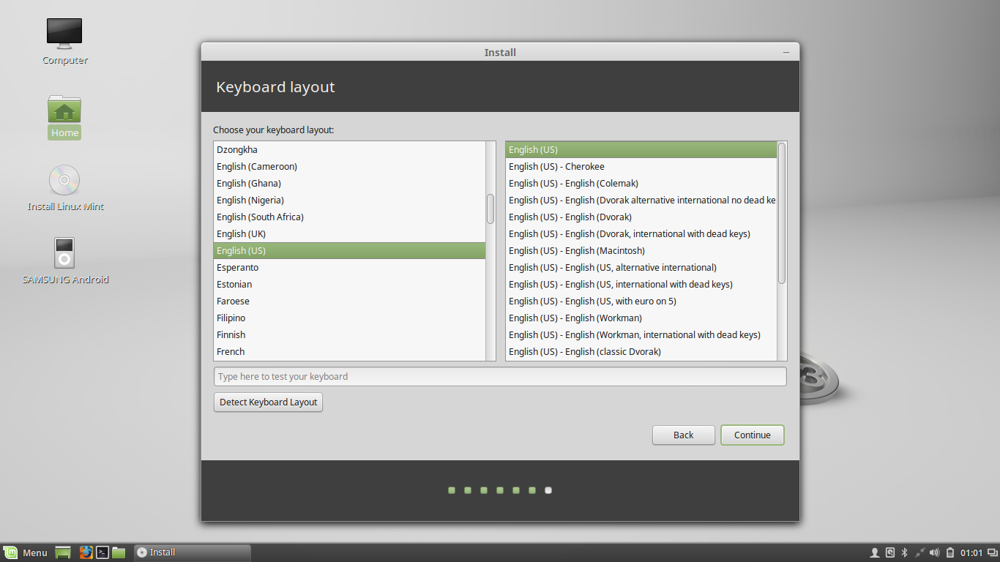 Computer
Home
Install Linux Mint
SAMSUNG Android
Install
Keyboard layout
Choose your keyboard layout:
Dzongkha
English (Cameroon)
English (Ghana)
English (Nigeria)
English (South Africa)
English (UK)
English (US)
Esperanto
Estonian
Faroese
Filipino
Finnish
French
English (US)
English (US) - Cherokee
English (US) - English (Colemak)
English (US) - English (Dvorak alternative international no dead ke
English (US) - English (Dvorak)
English (US) - English (Dvorak, international with dead keys)
English (US) - English (Macintosh)
English (US) - English (US, alternative international)
English (US) - English (US, international with dead keys)
English (US) - English (US, with euro on 5)
English (US) - English (Workman)
English (US) - English (Workman, international with dead keys)
English (US) - English (classic Dvorak)
Type here to test your keyboard
Detect Keyboard Layout
Back
Continue
Menu
Install
01:01